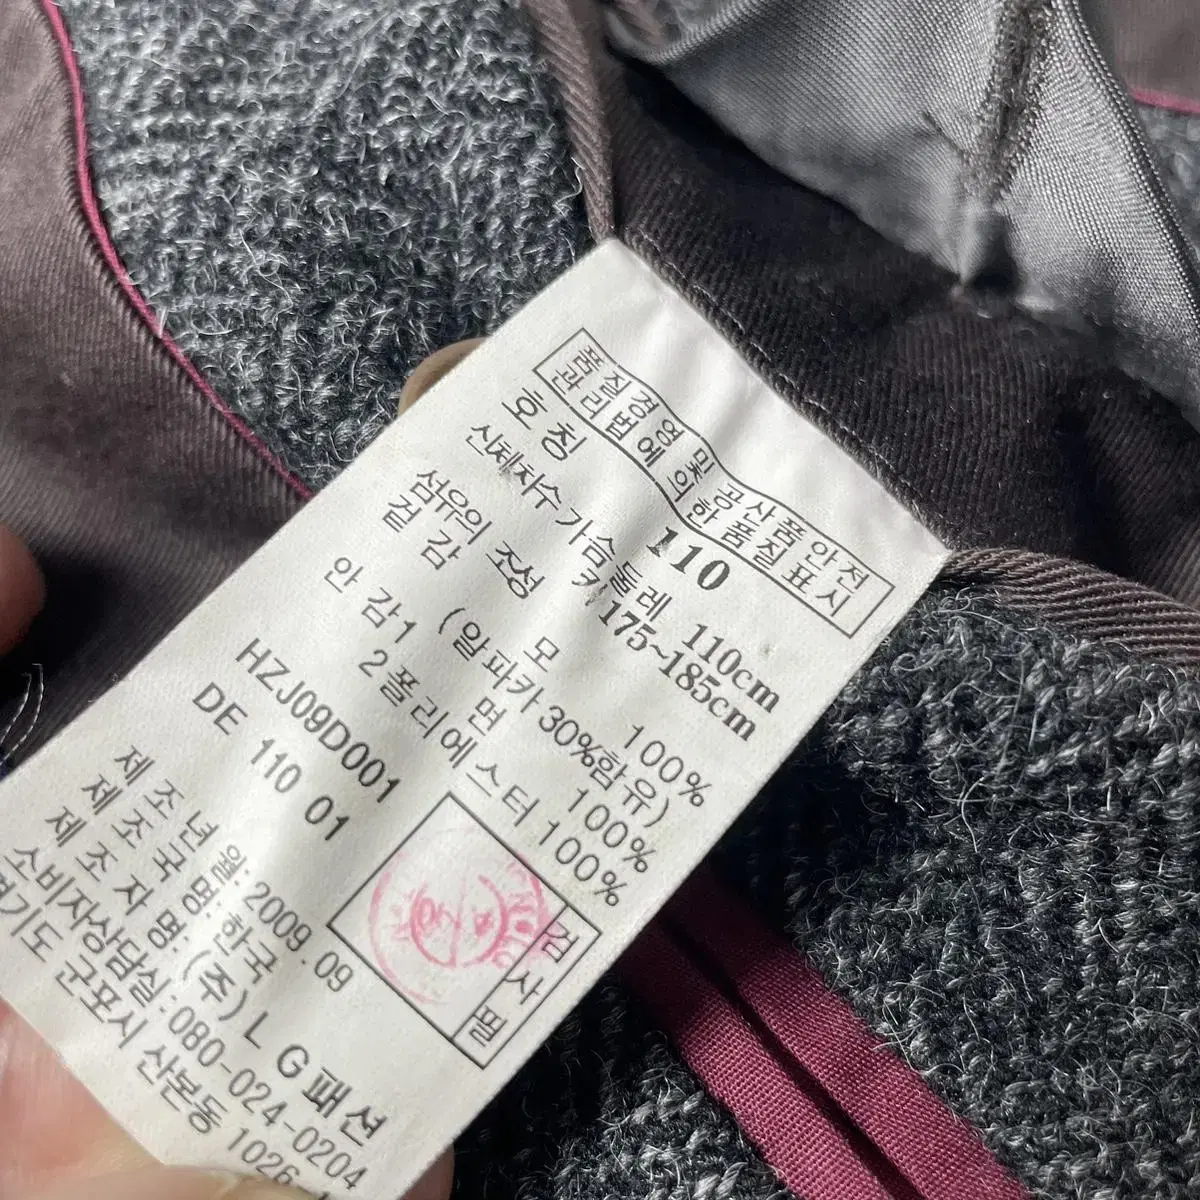 품질경영 및 공산품안전
관리법에 의한 품질표시
호칭 110
신체치수 가슴둘레 110cm
키 175~185cm
섬유의 조성
겉감 모 100%
(알파카 30%함유)
안감1 면 100%
2 폴리에스터 100%
HZJ09D001
DE 110 01
검사필
제조년월: 2009.09
제조국명: 한국
제조자명: (주) L G 패션
소비자상담실: 080-024-0204
경기도 군포시 산본동 1026-1